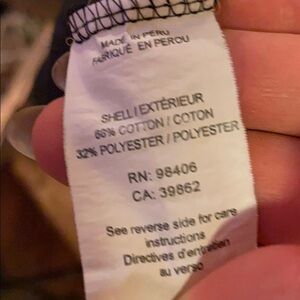 MADE IN PERU
FABRIQUÉ EN PEROU
SHELL/EXTÉRIEUR
68% COTTON / COTON
32% POLYESTER / POLYESTER
RN: 98406
CA: 39862
See reverse side for care
instructions
Directives d'entretien
au verso